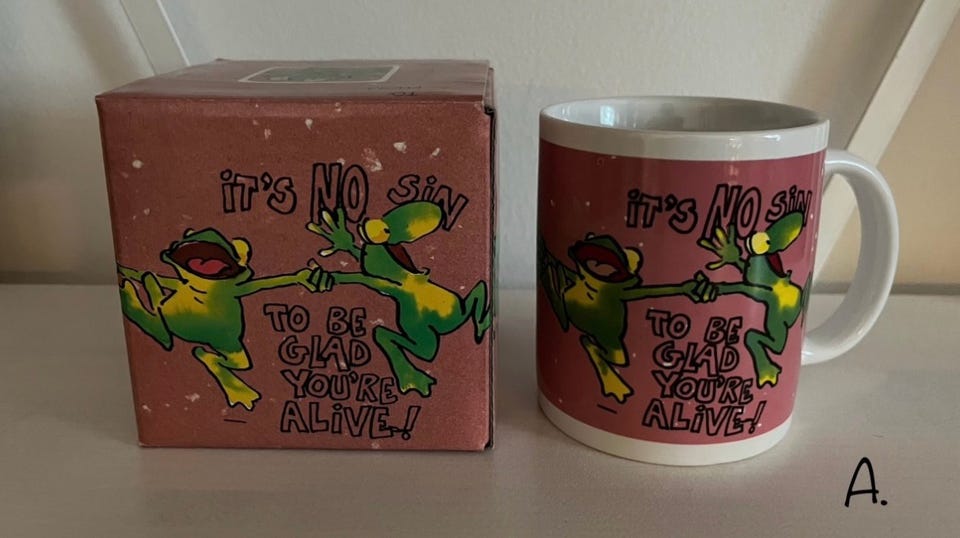 iT'S NO SiN
TO BE
GLAD
YOU'RE
ALiVE!
iT'S NO SiN
TO BE
GLAD
YOU'RE
ALiVE!
A.